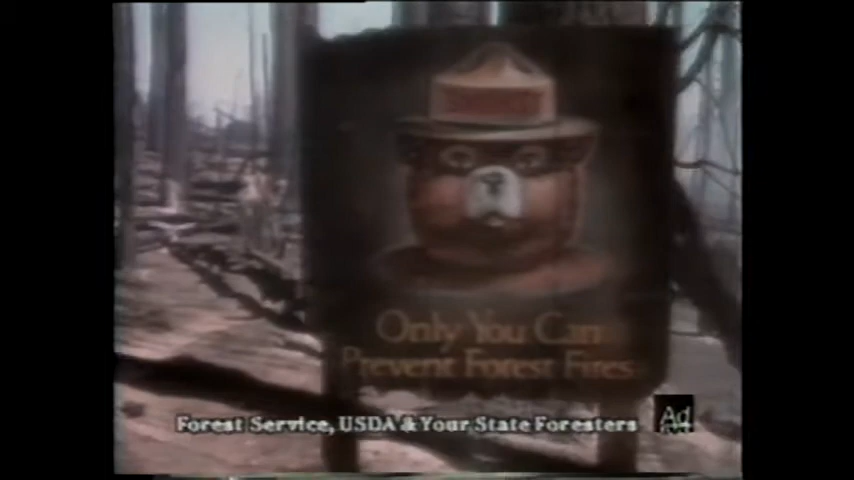 Only You Can
Prevent Forest Fires
Forest Service, USDA & Your State Foresters
Ad